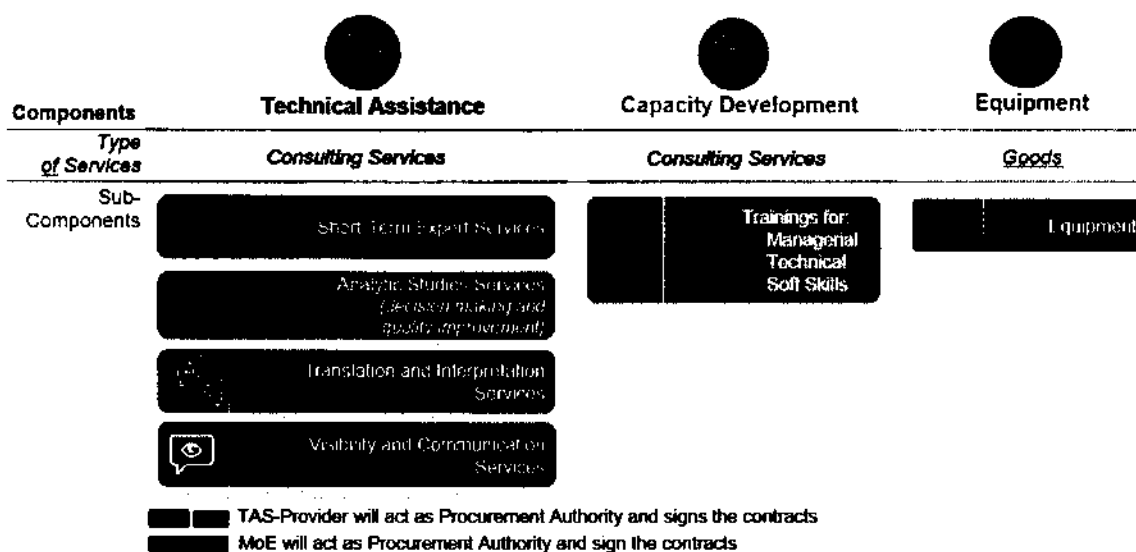 Technical Assistance
Capacity Development
Equipment
Components
Type
of Services
Consulting Services
Consulting Services
Goods
Sub-
Components
Short Term Expert Services
Analytic Studies Services
(decision making and
quality improvement)
Translation and Interpretation
Services
Visibility and Communication
Services
Trainings for:
Managerial
Technical
Soft Skills
Equipment
TAS-Provider will act as Procurement Authority and signs the contracts
MoE will act as Procurement Authority and sign the contracts